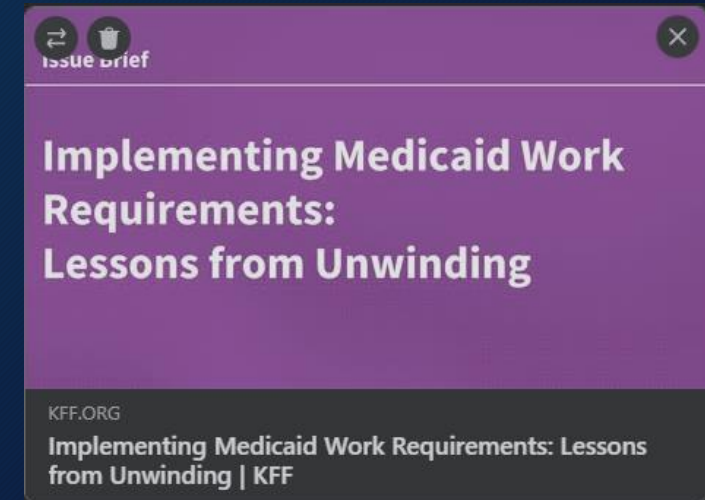 Issue Brief
Implementing Medicaid Work
Requirements:
Lessons from Unwinding
KFF.ORG
Implementing Medicaid Work Requirements: Lessons
from Unwinding | KFF